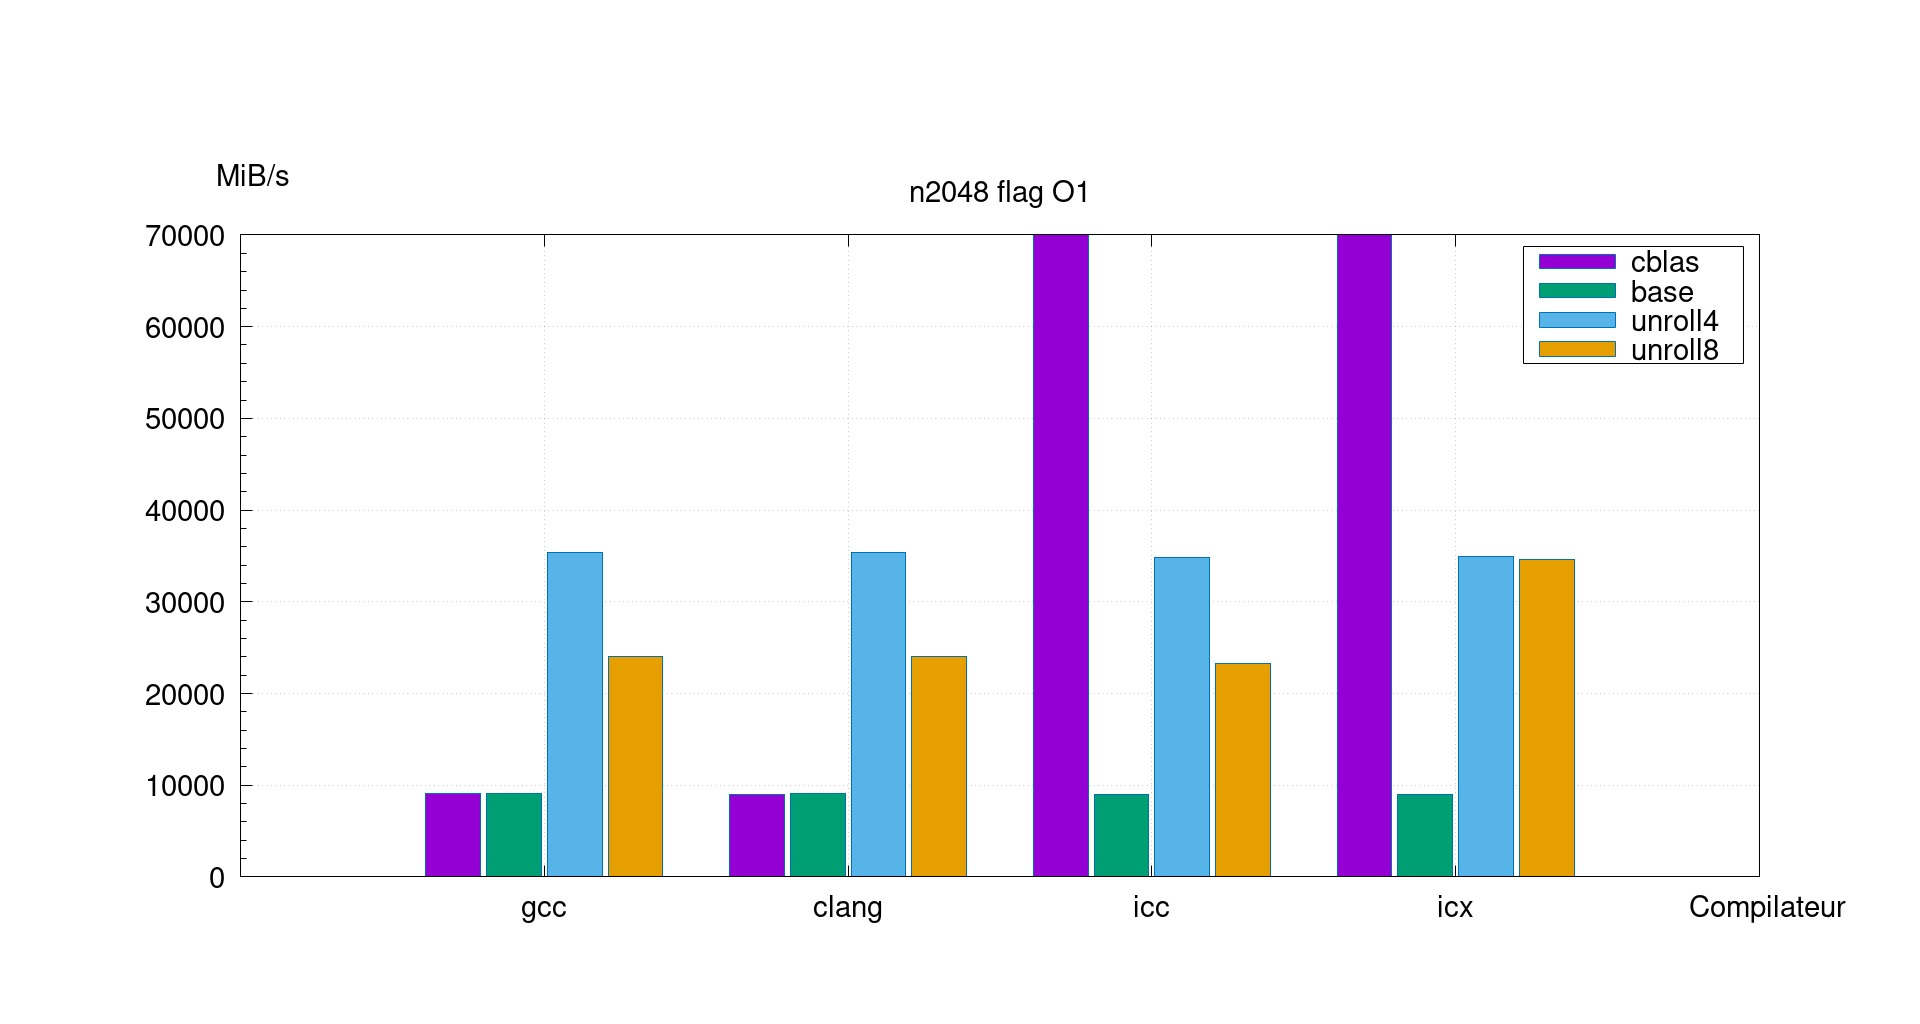 MiB/s
n2048 flag O1
70000
60000
50000
40000
30000
20000
10000
0
cblas
base
unroll4
unroll8
gcc clang icc icx Compilateur